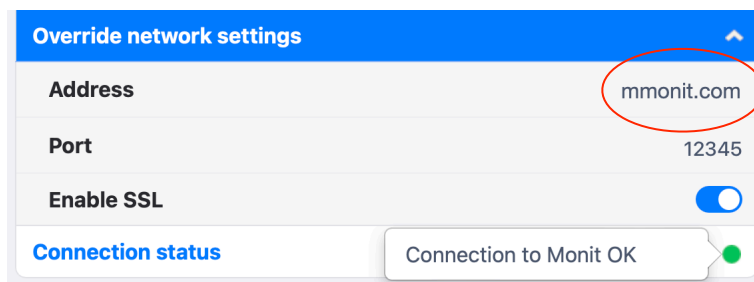 Override network settings
Address mmonit.com
Port 12345
Enable SSL
Connection status Connection to Monit OK